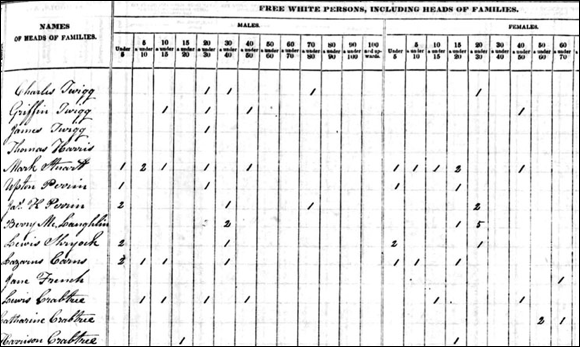 FREE WHITE PERSONS, INCLUDING HEADS OF FAMILIES.
NAMES
OF HEADS OF FAMILIES.
MALES. FEMALES.
Under 5 5 & under 10 10 & under 15 15 & under 20 20 & under 30 30 & under 40 40 & under 50 50 & under 60 60 & under 70 70 & under 80 80 & under 90 90 & under 100 100 and upwards. Under 5 5 & under 10 10 & under 15 15 & under 20 20 & under 30 30 & under 40 40 & under 50 50 & under 60 60 & under 70
Charles Twigg 1 1 1 1
Griffin Twigg 1 1 1 1
James Twigg 1
Thomas Harris
Mark Stuart 1 2 1 1 1 1 1 1 2 1
Upton Perrin 1 1 1 1
Jas. H Perrin 2 1 1 2
Berry Mc Laughlin 2 1 5
Lewis Shryock 2 1 2 1
Lazarus Carns 2 1 1 1 1 1 1
Jane French 1
Lewis Crabtree 1 1 1 1 1 1
Catharine Crabtree 2 1
Harrison Crabtree 1 1